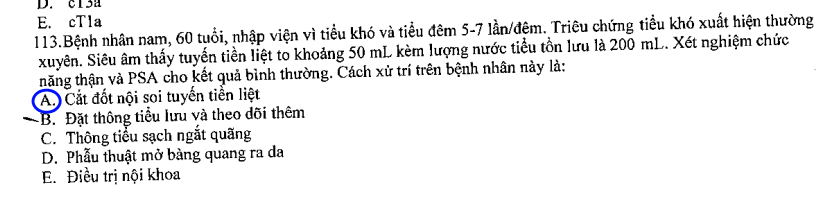 D. cT3a
E. cT1a
113.Bệnh nhân nam, 60 tuổi, nhập viện vì tiểu khó và tiểu đêm 5-7 lần/đêm. Triêu chứng tiểu khó xuất hiện thường
xuyên. Siêu âm thấy tuyến tiền liệt to khoảng 50 mL kèm lượng nước tiểu tồn lưu là 200 mL. Xét nghiệm chức
năng thận và PSA cho kết quả bình thường. Cách xử trí trên bệnh nhân này là:
A. Cắt đốt nội soi tuyến tiền liệt
B. Đặt thông tiểu lưu và theo dõi thêm
C. Thông tiểu sạch ngắt quãng
D. Phẫu thuật mở bàng quang ra da
E. Điều trị nội khoa